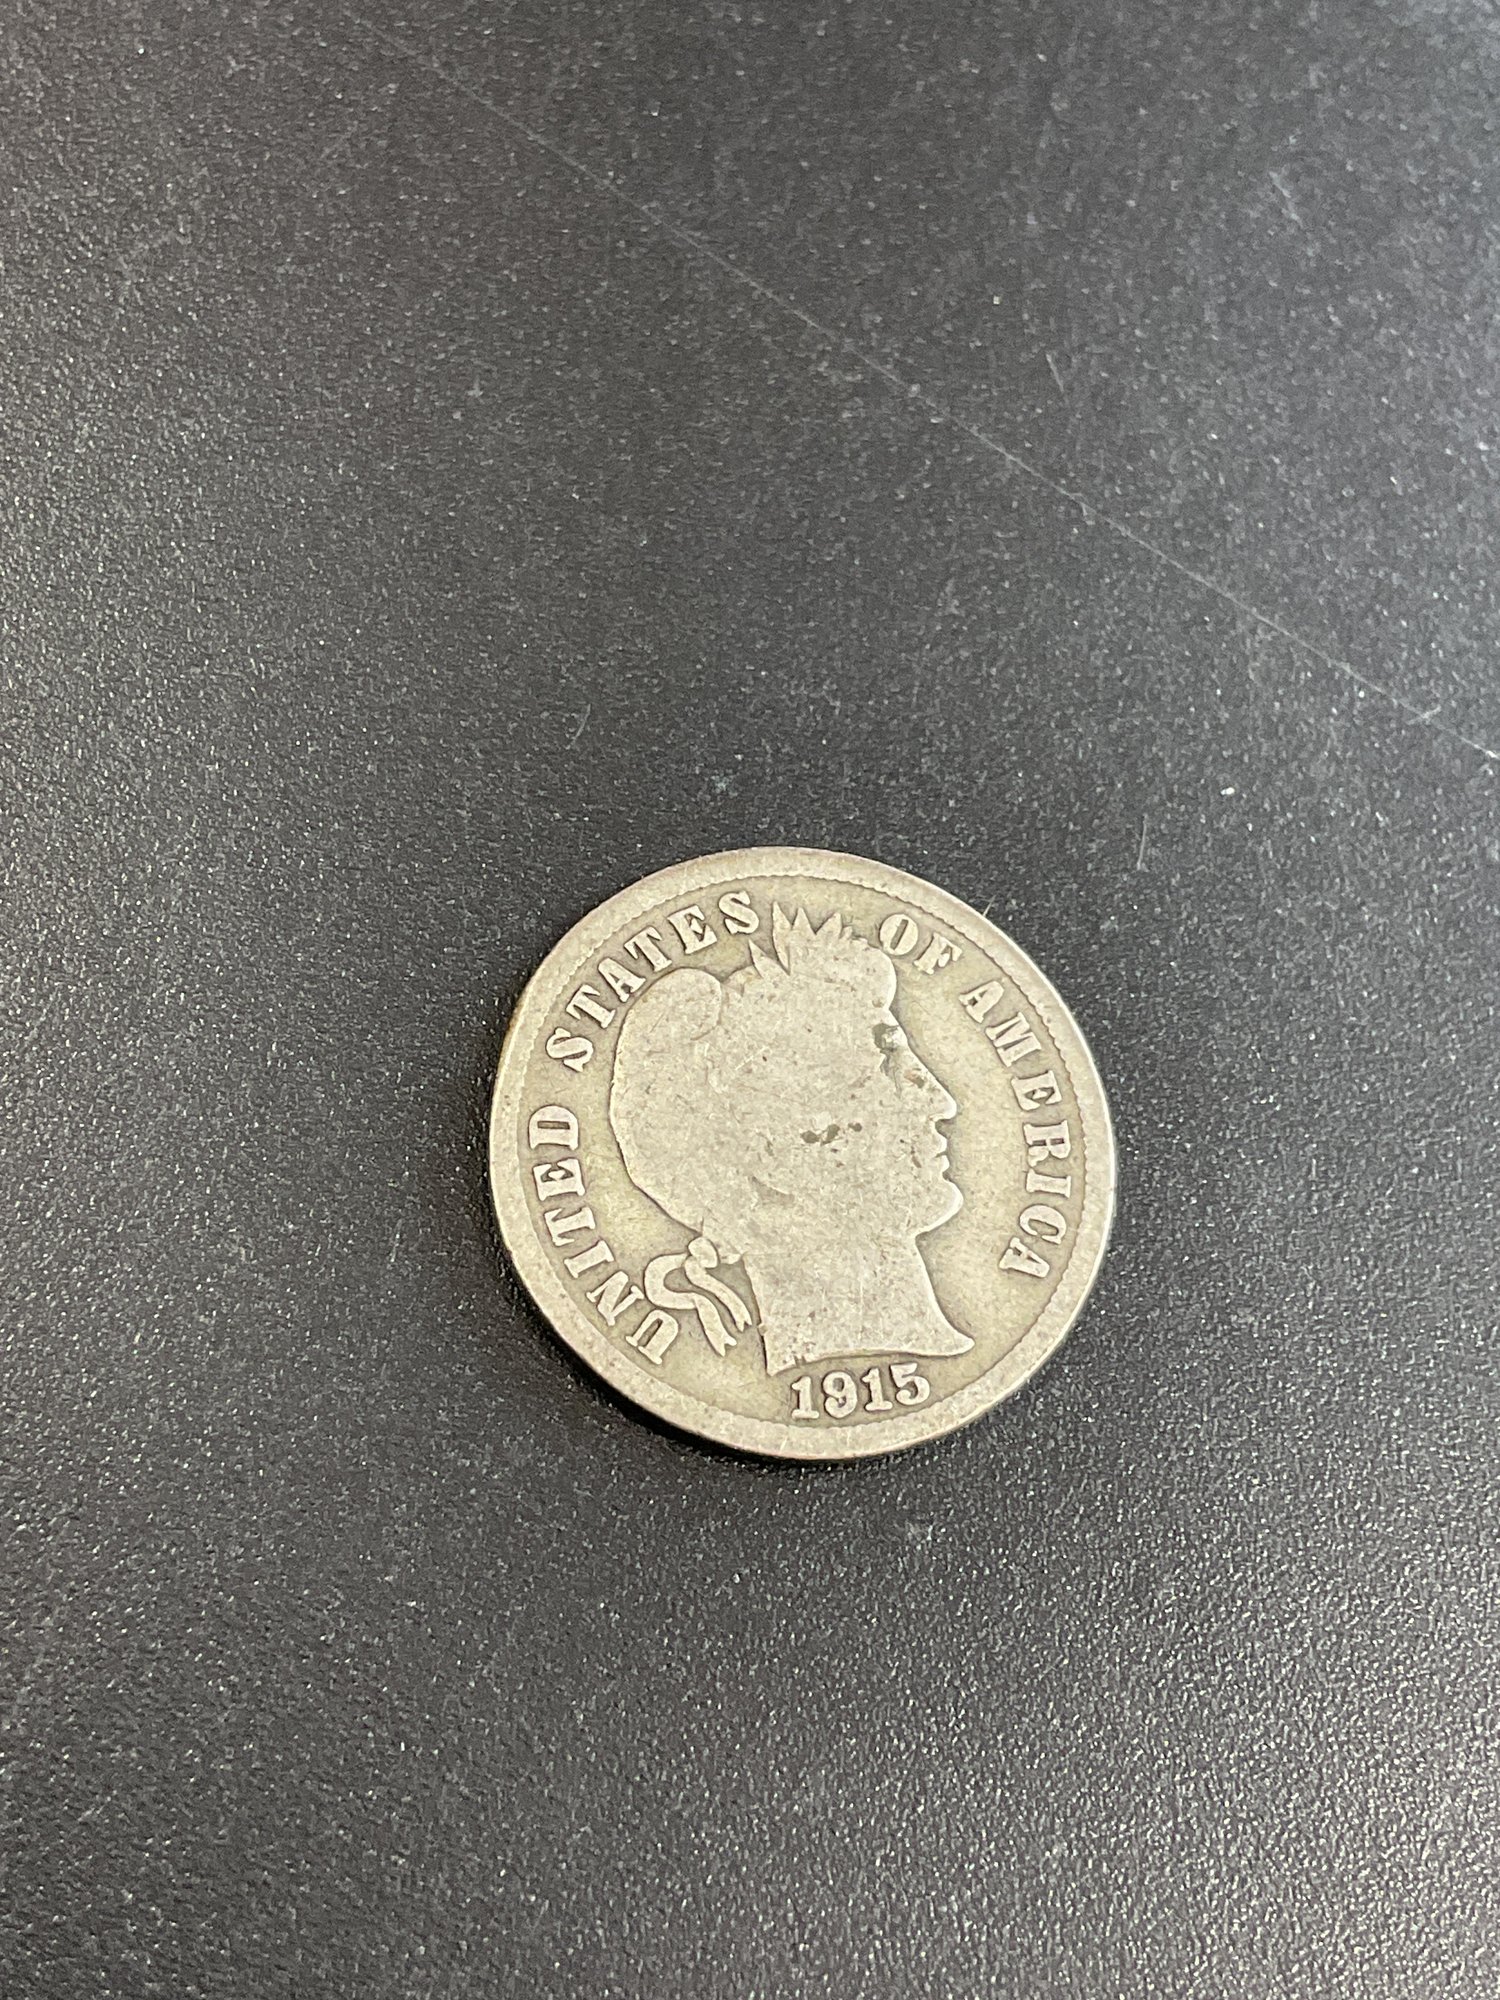 UNITED STATES OF AMERICA
1915